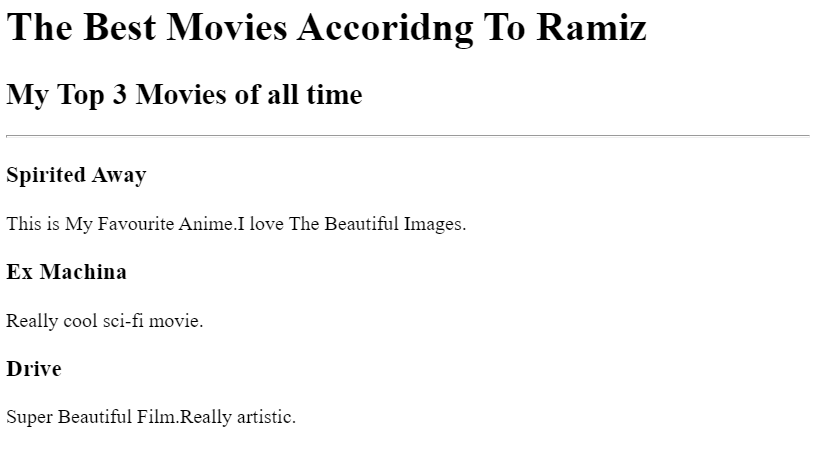 The Best Movies Accoridng To Ramiz
My Top 3 Movies of all time
Spirited Away
This is My Favourite Anime.I love The Beautiful Images.
Ex Machina
Really cool sci-fi movie.
Drive
Super Beautiful Film.Really artistic.